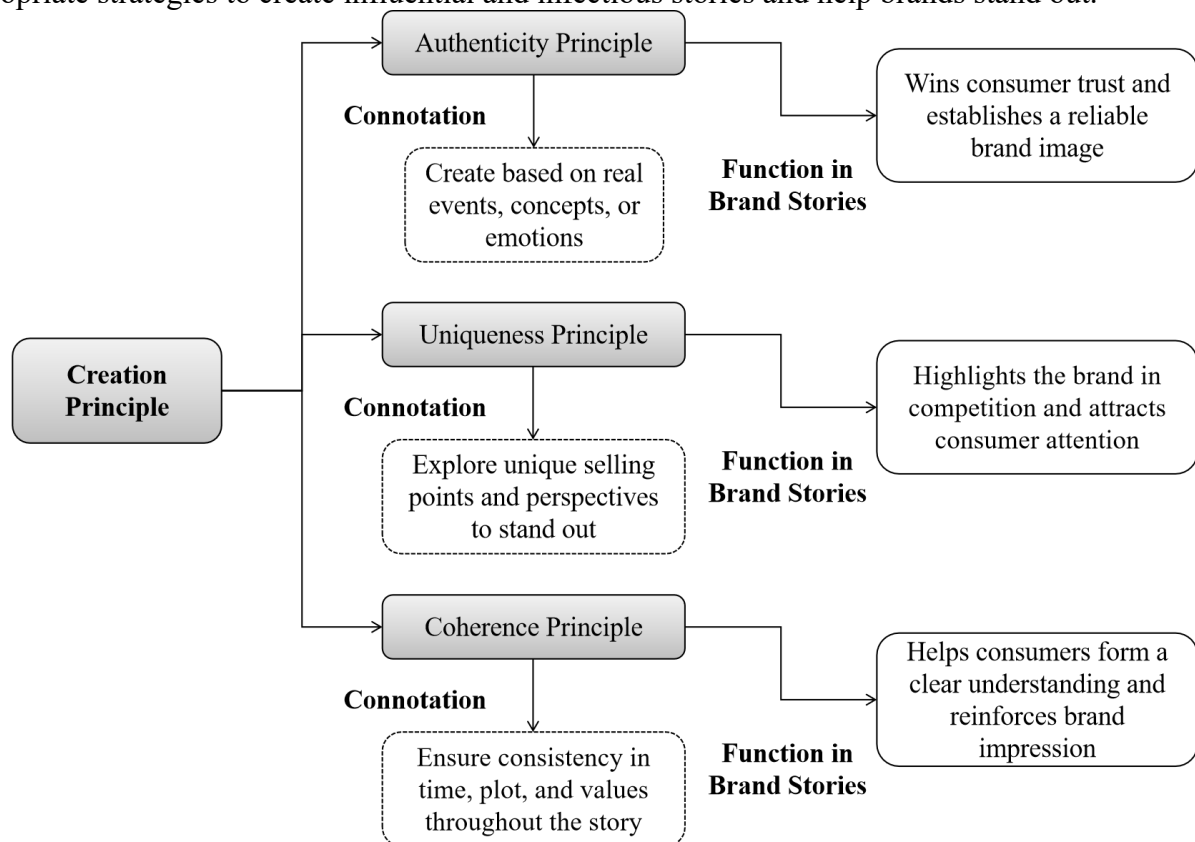 opriate strategies to create influential and infectious stories and help brands stand out.
Authenticity Principle
Connotation
Create based on real
events, concepts, or
emotions
Function in
Brand Stories
Wins consumer trust and
establishes a reliable
brand image
Creation
Principle
Uniqueness Principle
Connotation
Explore unique selling
points and perspectives
to stand out
Function in
Brand Stories
Highlights the brand in
competition and attracts
consumer attention
Coherence Principle
Connotation
Ensure consistency in
time, plot, and values
throughout the story
Function in
Brand Stories
Helps consumers form a
clear understanding and
reinforces brand
impression